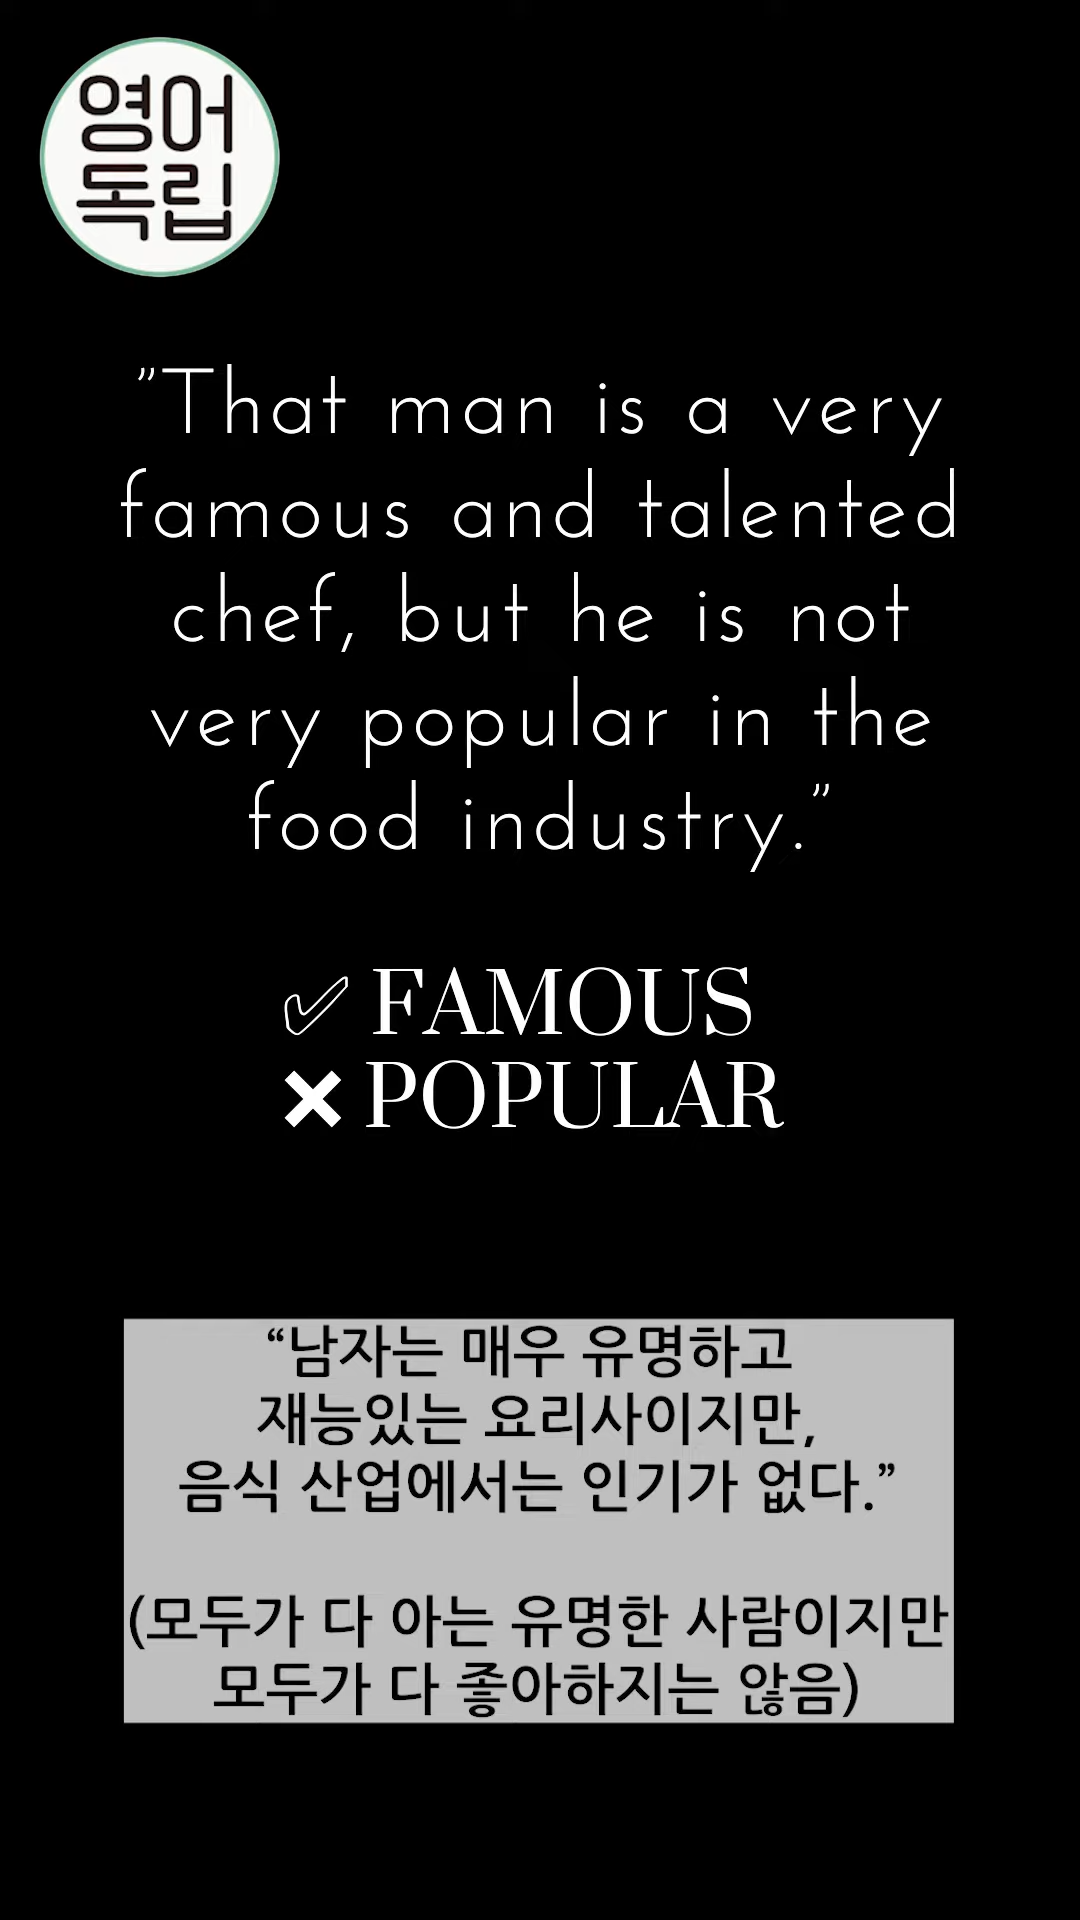 영어
독립
"That man is a very
famous and talented
chef, but he is not
very popular in the
food industry."
✓ FAMOUS
✖ POPULAR
“남자는 매우 유명하고
재능있는 요리사이지만,
음식 산업에서는 인기가 없다.”
(모두가 다 아는 유명한 사람이지만
모두가 다 좋아하지는 않음)